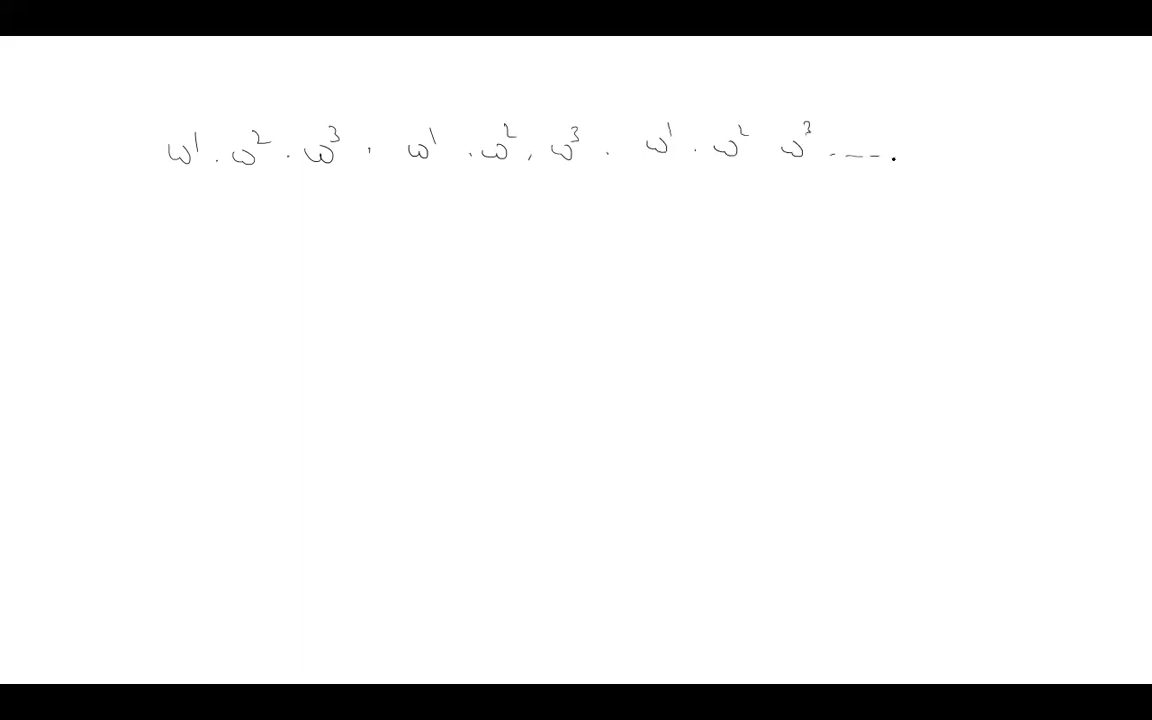 ω¹ . ω² . ω³ . ω¹ . ω² . ω³ . ω¹ . ω² ω³ .---.